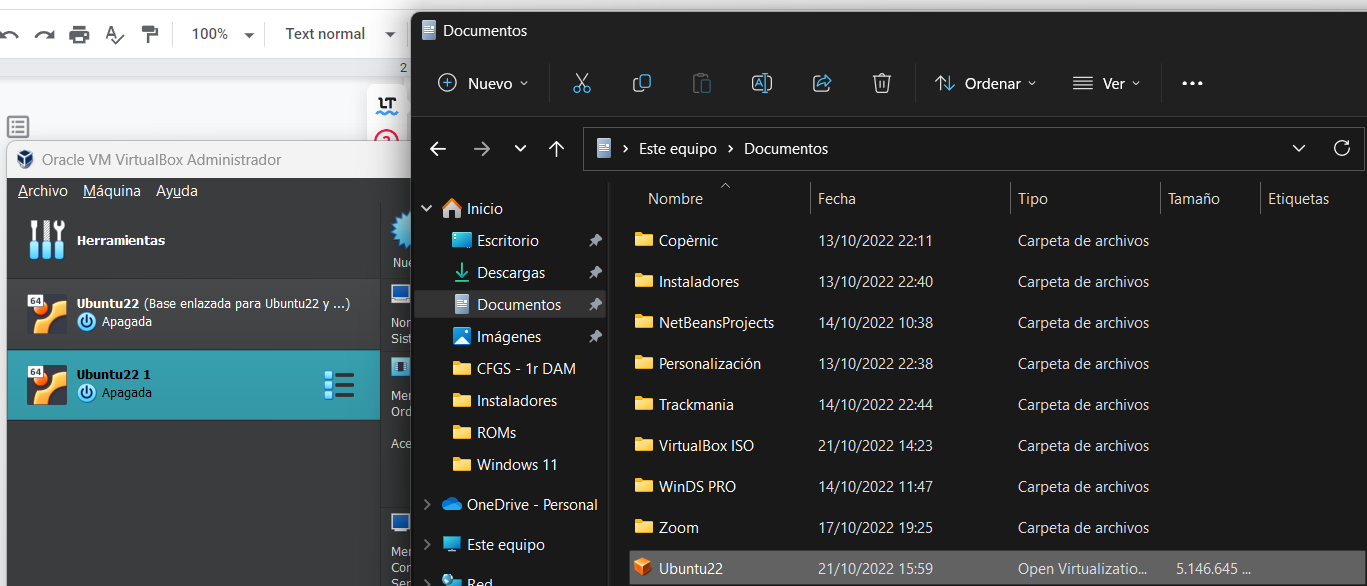 100%
Text normal
2
LT
Oracle VM VirtualBox Administrador
Archivo Máquina Ayuda
Herramientas
Nue
64
Ubuntu22 (Base enlazada para Ubuntu22 y ...)
Apagada
64
Ubuntu22 1
Apagada
Sist
Ord
Ace
Documentos
Nuevo
Ordenar
Ver
Este equipo
Documentos
Inicio
Escritorio
Descargas
Documentos
Imágenes
CFGS - 1r DAM
Instaladores
ROMs
Windows 11
OneDrive - Personal
Este equipo
Red
Nombre Fecha Tipo Tamaño Etiquetas
Copèrnic 13/10/2022 22:11 Carpeta de archivos
Instaladores 13/10/2022 22:40 Carpeta de archivos
NetBeansProjects 14/10/2022 10:38 Carpeta de archivos
Personalización 13/10/2022 22:38 Carpeta de archivos
Trackmania 14/10/2022 22:44 Carpeta de archivos
VirtualBox ISO 21/10/2022 14:23 Carpeta de archivos
WinDS PRO 14/10/2022 11:47 Carpeta de archivos
Zoom 17/10/2022 19:25 Carpeta de archivos
Ubuntu22 21/10/2022 15:59 Open Virtualizatio... 5.146.645 ...